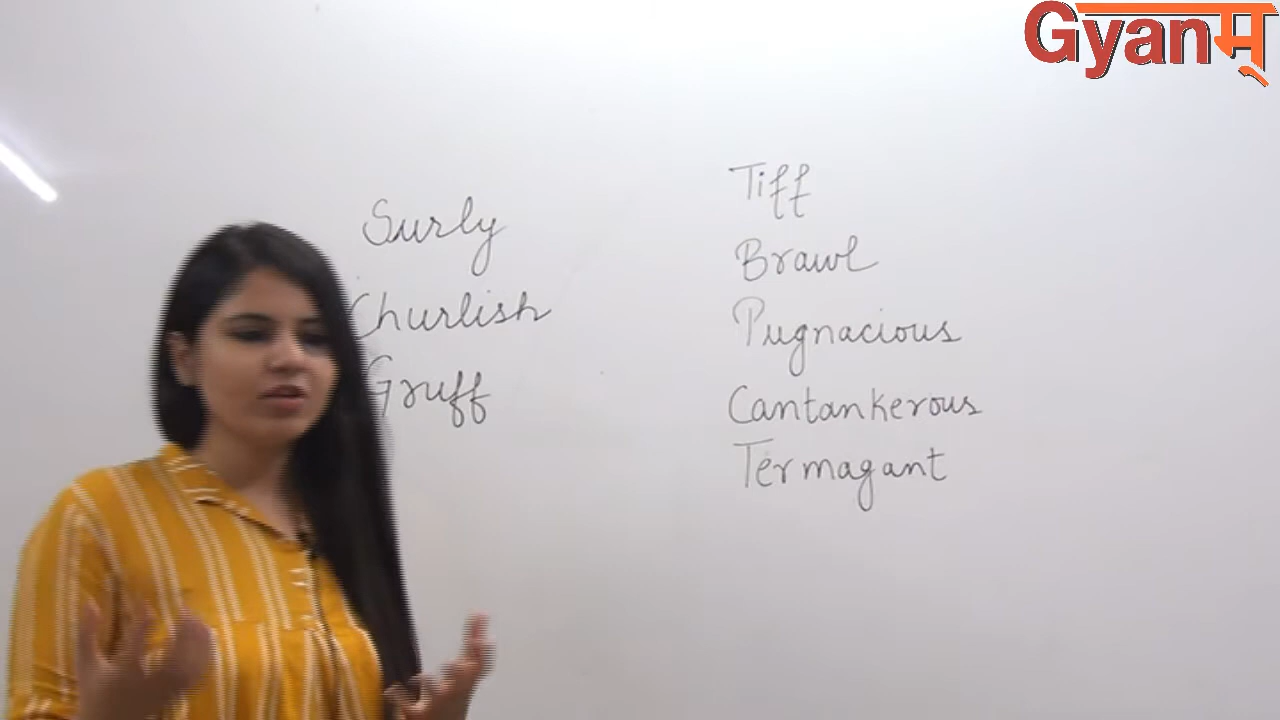 Gyanम्
Surly
Churlish
Gruff
Tiff
Brawl
Pugnacious
Cantankerous
Termagant